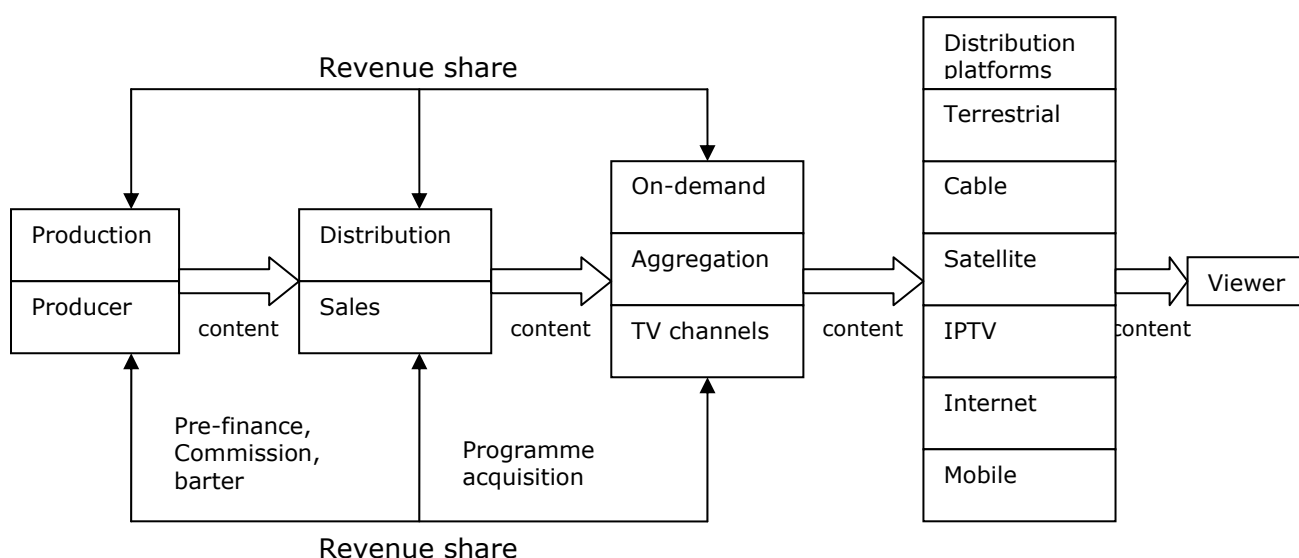 Revenue share
Production
Producer
content
Distribution
Sales
content
On-demand
Aggregation
TV channels
content
Distribution
platforms
Terrestrial
Cable
Satellite
IPTV
Internet
Mobile
content
Viewer
Pre-finance,
Commission,
barter
Programme
acquisition
Revenue share